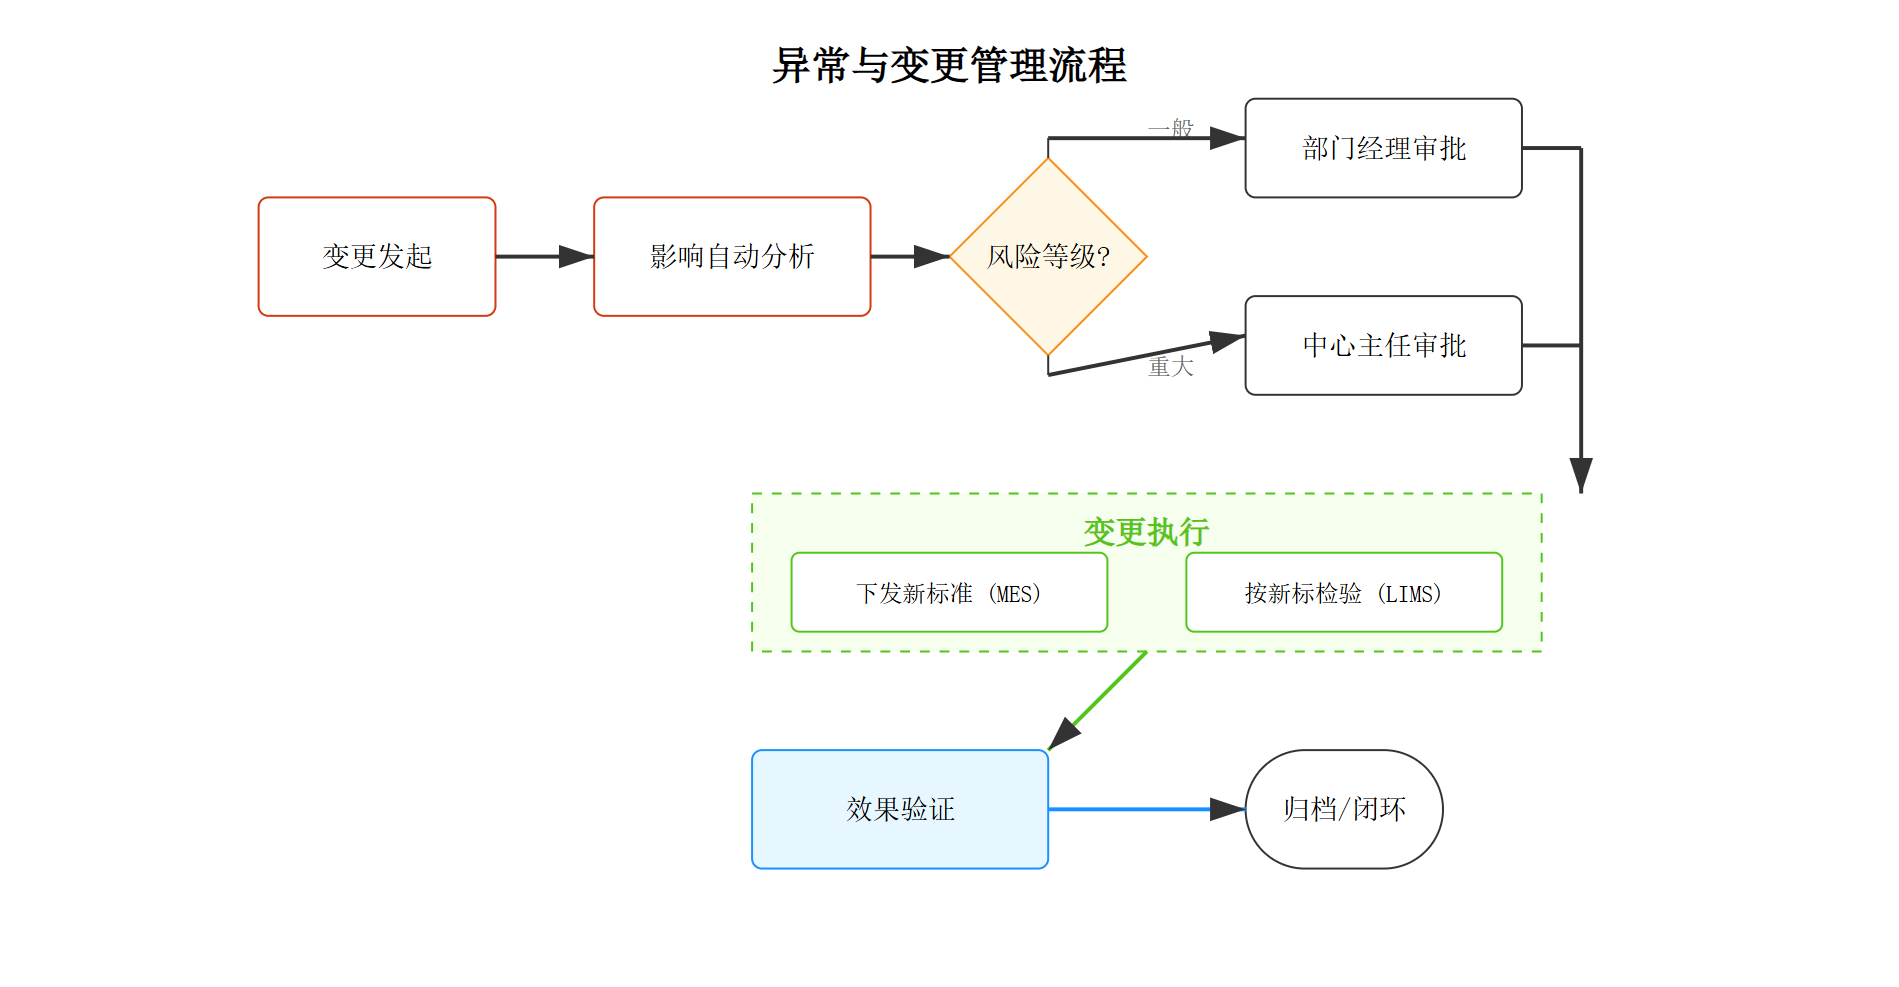 异常与变更管理流程
一般
部门经理审批
变更发起
影响自动分析
风险等级?
中心主任审批
重大
变更执行
下发新标准 (MES)
按新标检验 (LIMS)
效果验证
归档/闭环